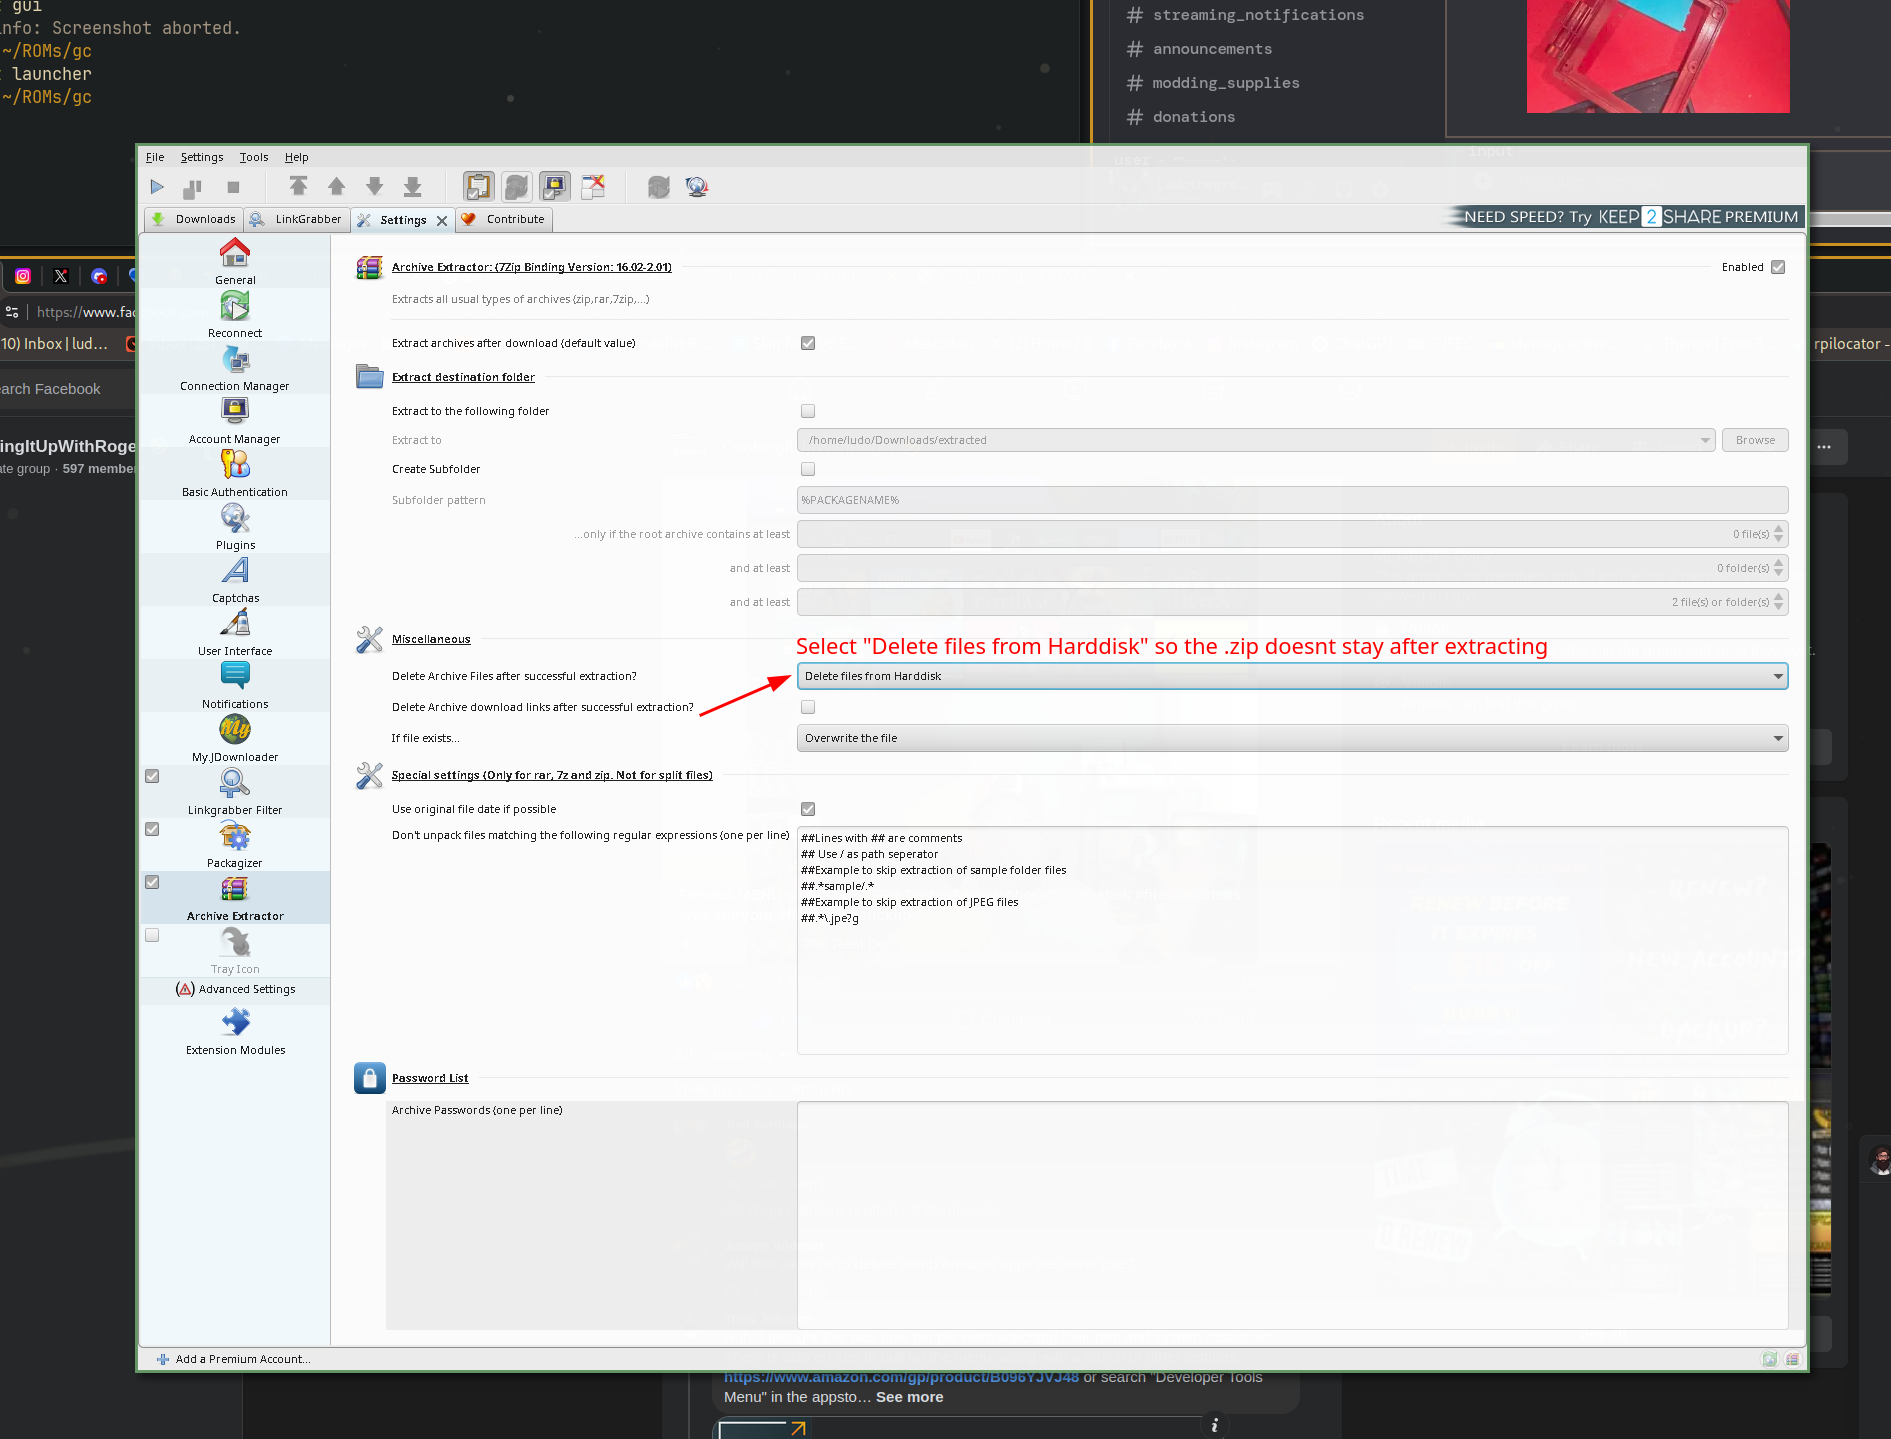 gui
info: Screenshot aborted.
~/ROMs/gc
launcher
~/ROMs/gc
# streaming_notifications
# announcements
# modding_supplies
# donations
File Settings Tools Help
Downloads LinkGrabber Settings Contribute
NEED SPEED? Try KEEP 2 SHARE PREMIUM
https://www.fac
10) Inbox | lud...
rpilocator -
arch Facebook
ingItUpWithRoge
ate group · 597 member
General
Reconnect
Connection Manager
Account Manager
Basic Authentication
Plugins
Captchas
User Interface
Notifications
My
My.JDownloader
Linkgrabber Filter
Packagizer
Archive Extractor
Tray Icon
Advanced Settings
Extension Modules
Archive Extractor: (7Zip Binding Version: 16.02-2.01)
Enabled
Extracts all usual types of archives (zip,rar,7zip,...)
Extract archives after download (default value)
Extract destination folder
Extract to the following folder
Extract to /home/ludo/Downloads/extracted Browse
Create Subfolder
Subfolder pattern %PACKAGENAME%
...only if the root archive contains at least 0 file(s)
and at least 0 folder(s)
and at least 2 file(s) or folder(s)
Miscellaneous
Select "Delete files from Harddisk" so the .zip doesnt stay after extracting
Delete Archive Files after successful extraction? Delete files from Harddisk
Delete Archive download links after successful extraction?
If file exists... Overwrite the file
Special settings (Only for rar, 7z and zip. Not for split files)
Use original file date if possible
Don't unpack files matching the following regular expressions (one per line)
##Lines with ## are comments
## Use / as path seperator
##Example to skip extraction of sample folder files
##.*sample/.*
##Example to skip extraction of JPEG files
##.*\.jpe?g
Password List
Archive Passwords (one per line)
Add a Premium Account...
https://www.amazon.com/gp/product/B096YJVJ48 or search "Developer Tools
Menu" in the appsto... See more